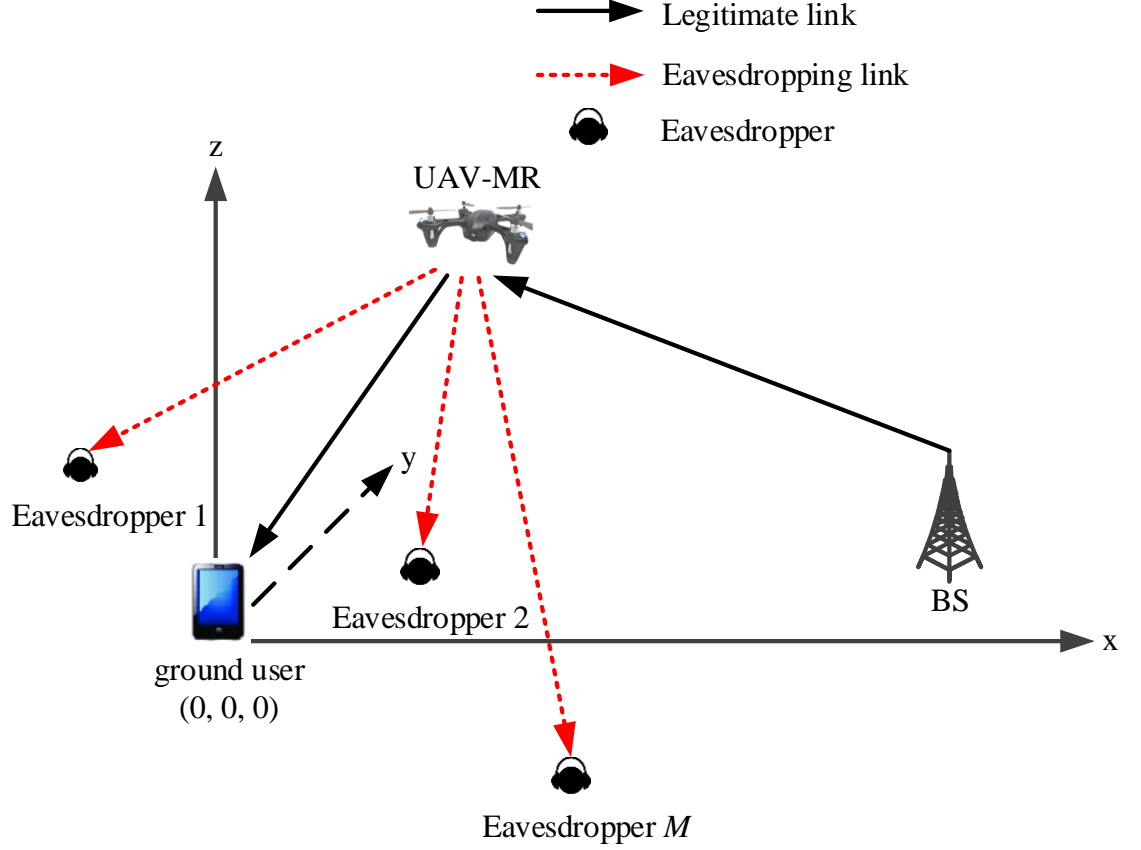 Legitimate link
Eavesdropping link
Eavesdropper
z
UAV-MR
y
Eavesdropper 1
Eavesdropper 2
BS
x
ground user
(0, 0, 0)
Eavesdropper M